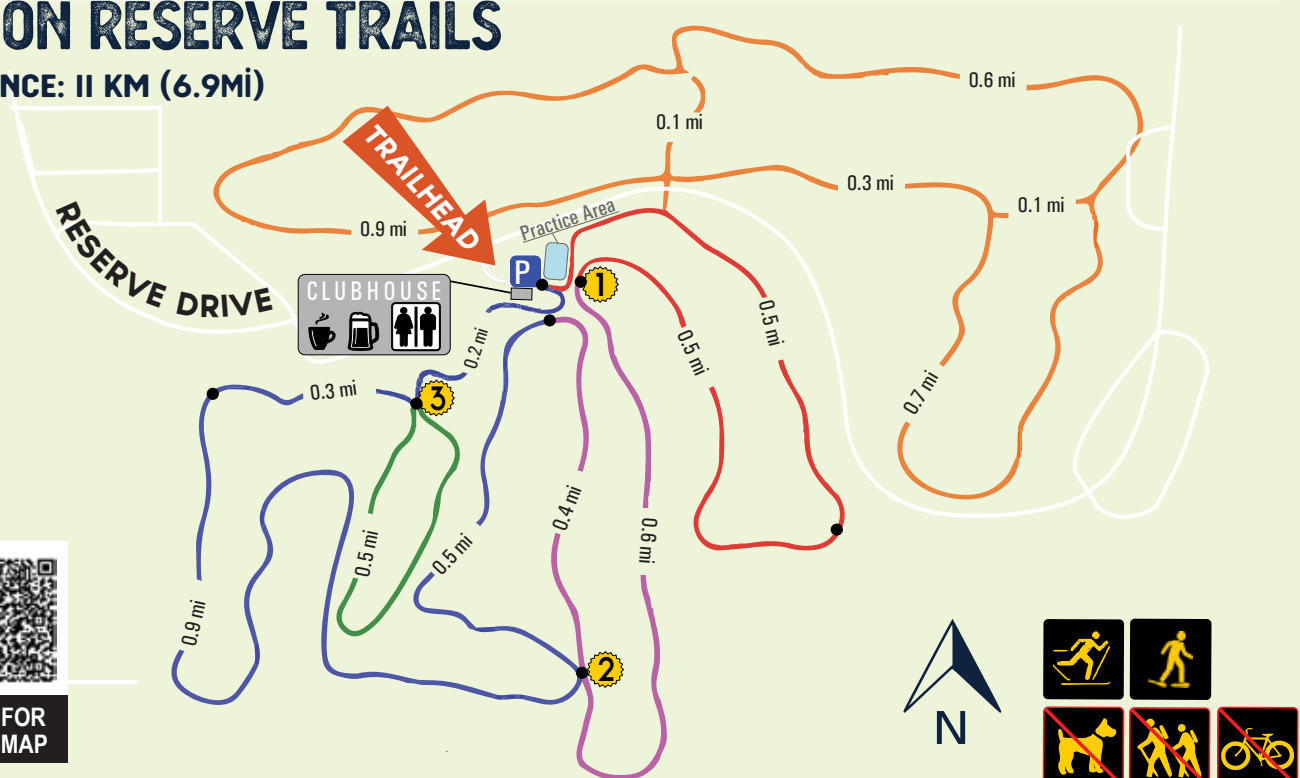 ON RESERVE TRAILS
NCE: 11 KM (6.9Mi)
0.6 mi
0.1 mi
TRAILHEAD
0.3 mi
0.1 mi
RESERVE DRIVE
0.9 mi
Practice Area
P
1
CLUBHOUSE
0.2 mi
0.5 mi
0.5 mi
0.3 mi
3
0.7 mi
0.4 mi
0.6 mi
0.5 mi
0.5 mi
0.9 mi
2
FOR
MAP
N